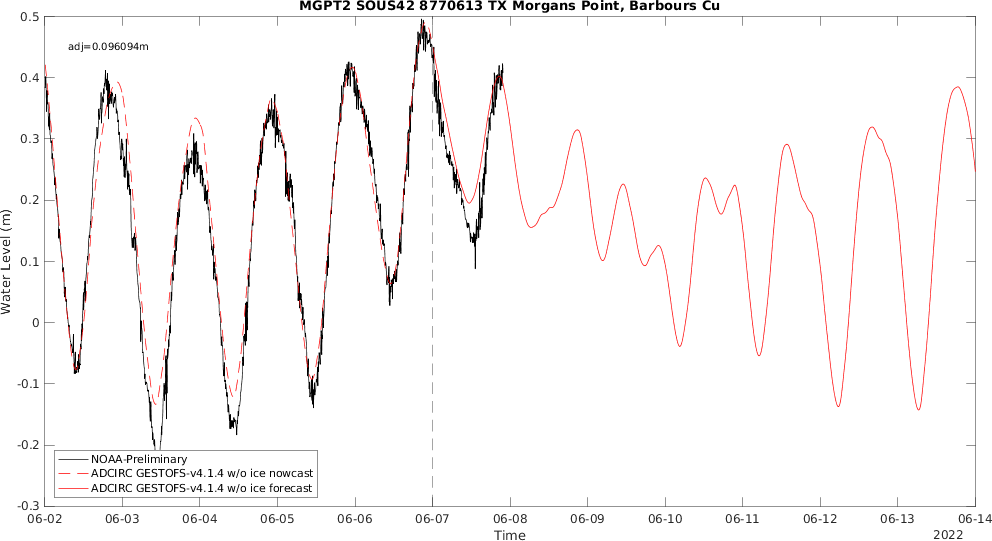 MGPT2 SOUS42 8770613 TX Morgans Point, Barbours Cu
adj=0.096094m
0.5
0.4
0.3
0.2
0.1
0
-0.1
-0.2
-0.3
Water Level (m)
NOAA-Preliminary
ADCIRC GESTOFS-v4.1.4 w/o ice nowcast
ADCIRC GESTOFS-v4.1.4 w/o ice forecast
06-02 06-03 06-04 06-05 06-06 06-07 06-08 06-09 06-10 06-11 06-12 06-13 06-14
Time
2022